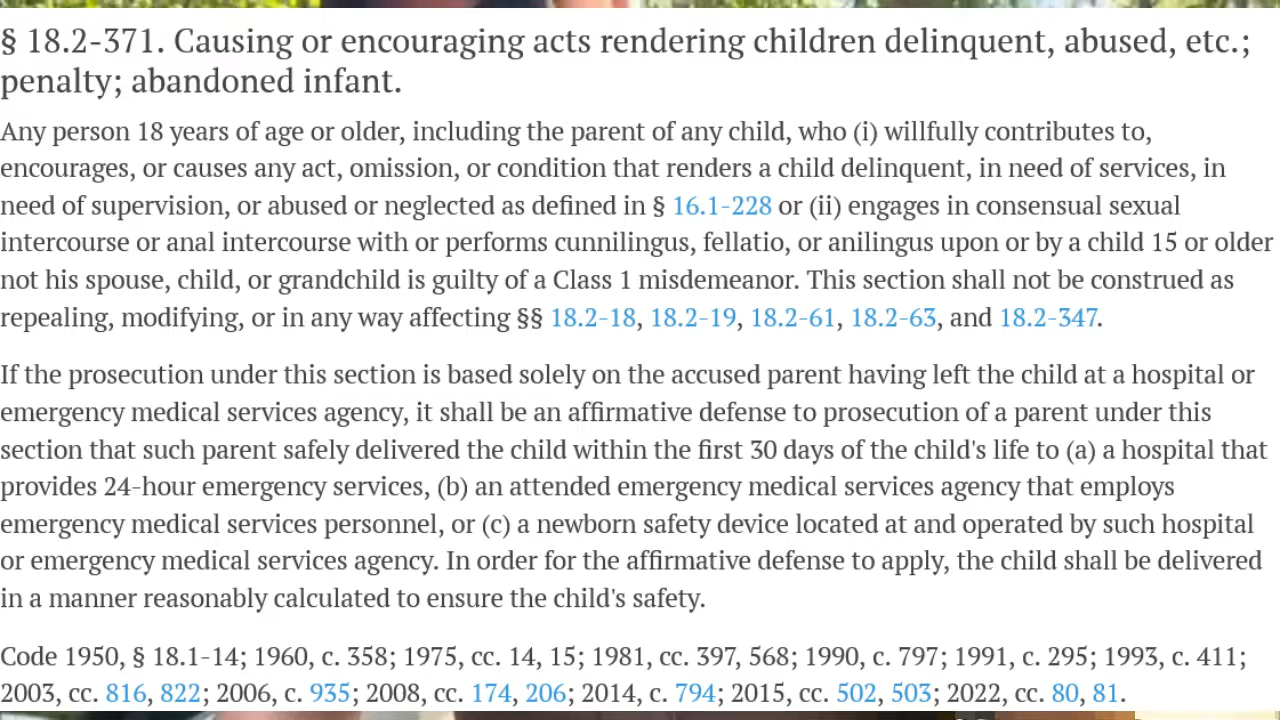 § 18.2-371. Causing or encouraging acts rendering children delinquent, abused, etc.;
penalty; abandoned infant.
Any person 18 years of age or older, including the parent of any child, who (i) willfully contributes to,
encourages, or causes any act, omission, or condition that renders a child delinquent, in need of services, in
need of supervision, or abused or neglected as defined in § 16.1-228 or (ii) engages in consensual sexual
intercourse or anal intercourse with or performs cunnilingus, fellatio, or anilingus upon or by a child 15 or older
not his spouse, child, or grandchild is guilty of a Class 1 misdemeanor. This section shall not be construed as
repealing, modifying, or in any way affecting §§ 18.2-18, 18.2-19, 18.2-61, 18.2-63, and 18.2-347.
If the prosecution under this section is based solely on the accused parent having left the child at a hospital or
emergency medical services agency, it shall be an affirmative defense to prosecution of a parent under this
section that such parent safely delivered the child within the first 30 days of the child's life to (a) a hospital that
provides 24-hour emergency services, (b) an attended emergency medical services agency that employs
emergency medical services personnel, or (c) a newborn safety device located at and operated by such hospital
or emergency medical services agency. In order for the affirmative defense to apply, the child shall be delivered
in a manner reasonably calculated to ensure the child's safety.
Code 1950, § 18.1-14; 1960, c. 358; 1975, cc. 14, 15; 1981, cc. 397, 568; 1990, c. 797; 1991, c. 295; 1993, c. 411;
2003, cc. 816, 822; 2006, c. 935; 2008, cc. 174, 206; 2014, c. 794; 2015, cc. 502, 503; 2022, cc. 80, 81.